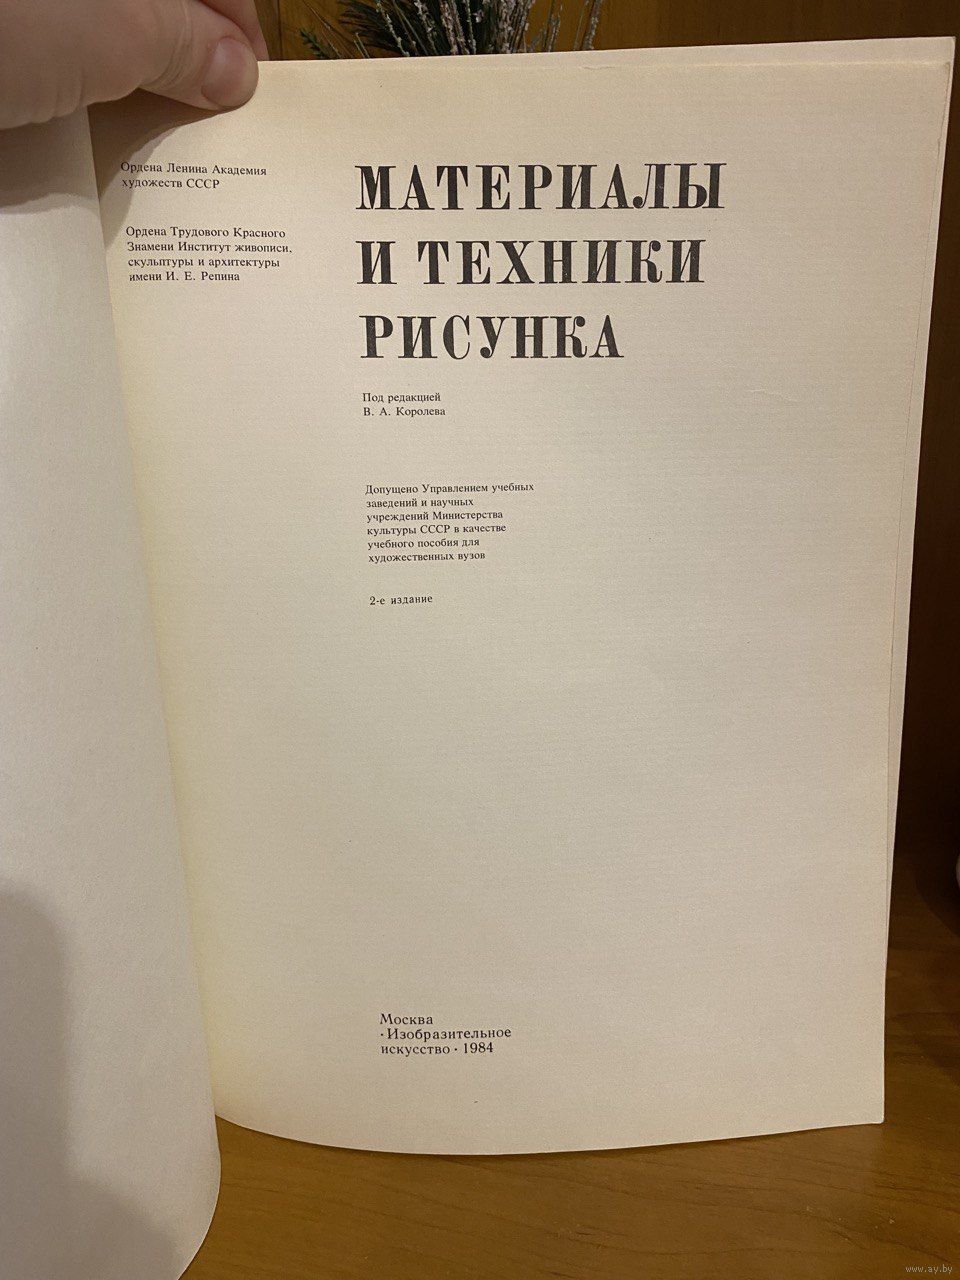 Ордена Ленина Академия
художеств СССР
Ордена Трудового Красного
Знамени Институт живописи,
скульптуры и архитектуры
имени И. Е. Репина
МАТЕРИАЛЫ
И ТЕХНИКИ
РИСУНКА
Под редакцией
В. А. Королева
Допущено Управлением учебных
заведений и научных
учреждений Министерства
культуры СССР в качестве
учебного пособия для
художественных вузов
2-е издание
Москва
·Изобразительное
искусство· 1984
www.ay.by